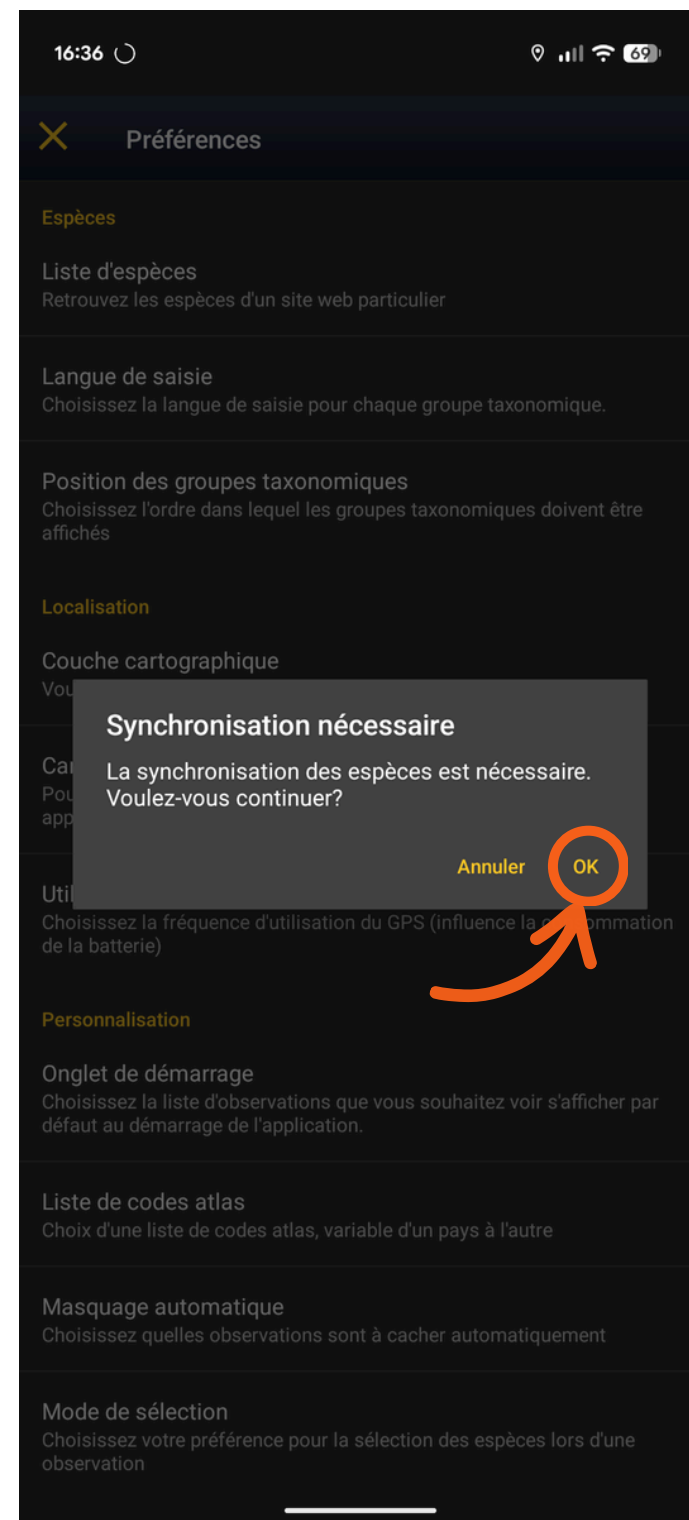 16:36
69
Préférences
Espèces
Liste d'espèces
Retrouvez les espèces d'un site web particulier
Langue de saisie
Choisissez la langue de saisie pour chaque groupe taxonomique.
Position des groupes taxonomiques
Choisissez l'ordre dans lequel les groupes taxonomiques doivent être
affichés
Localisation
Couche cartographique
Synchronisation nécessaire
La synchronisation des espèces est nécessaire.
Voulez-vous continuer?
Annuler OK
Choisissez la fréquence d'utilisation du GPS (influence la
de la batterie)
Personnalisation
Onglet de démarrage
Choisissez la liste d'observations que vous souhaitez voir s'afficher par
défaut au démarrage de l'application.
Liste de codes atlas
Choix d'une liste de codes atlas, variable d'un pays à l'autre
Masquage automatique
Choisissez quelles observations sont à cacher automatiquement
Mode de sélection
Choisissez votre préférence pour la sélection des espèces lors d'une
observation